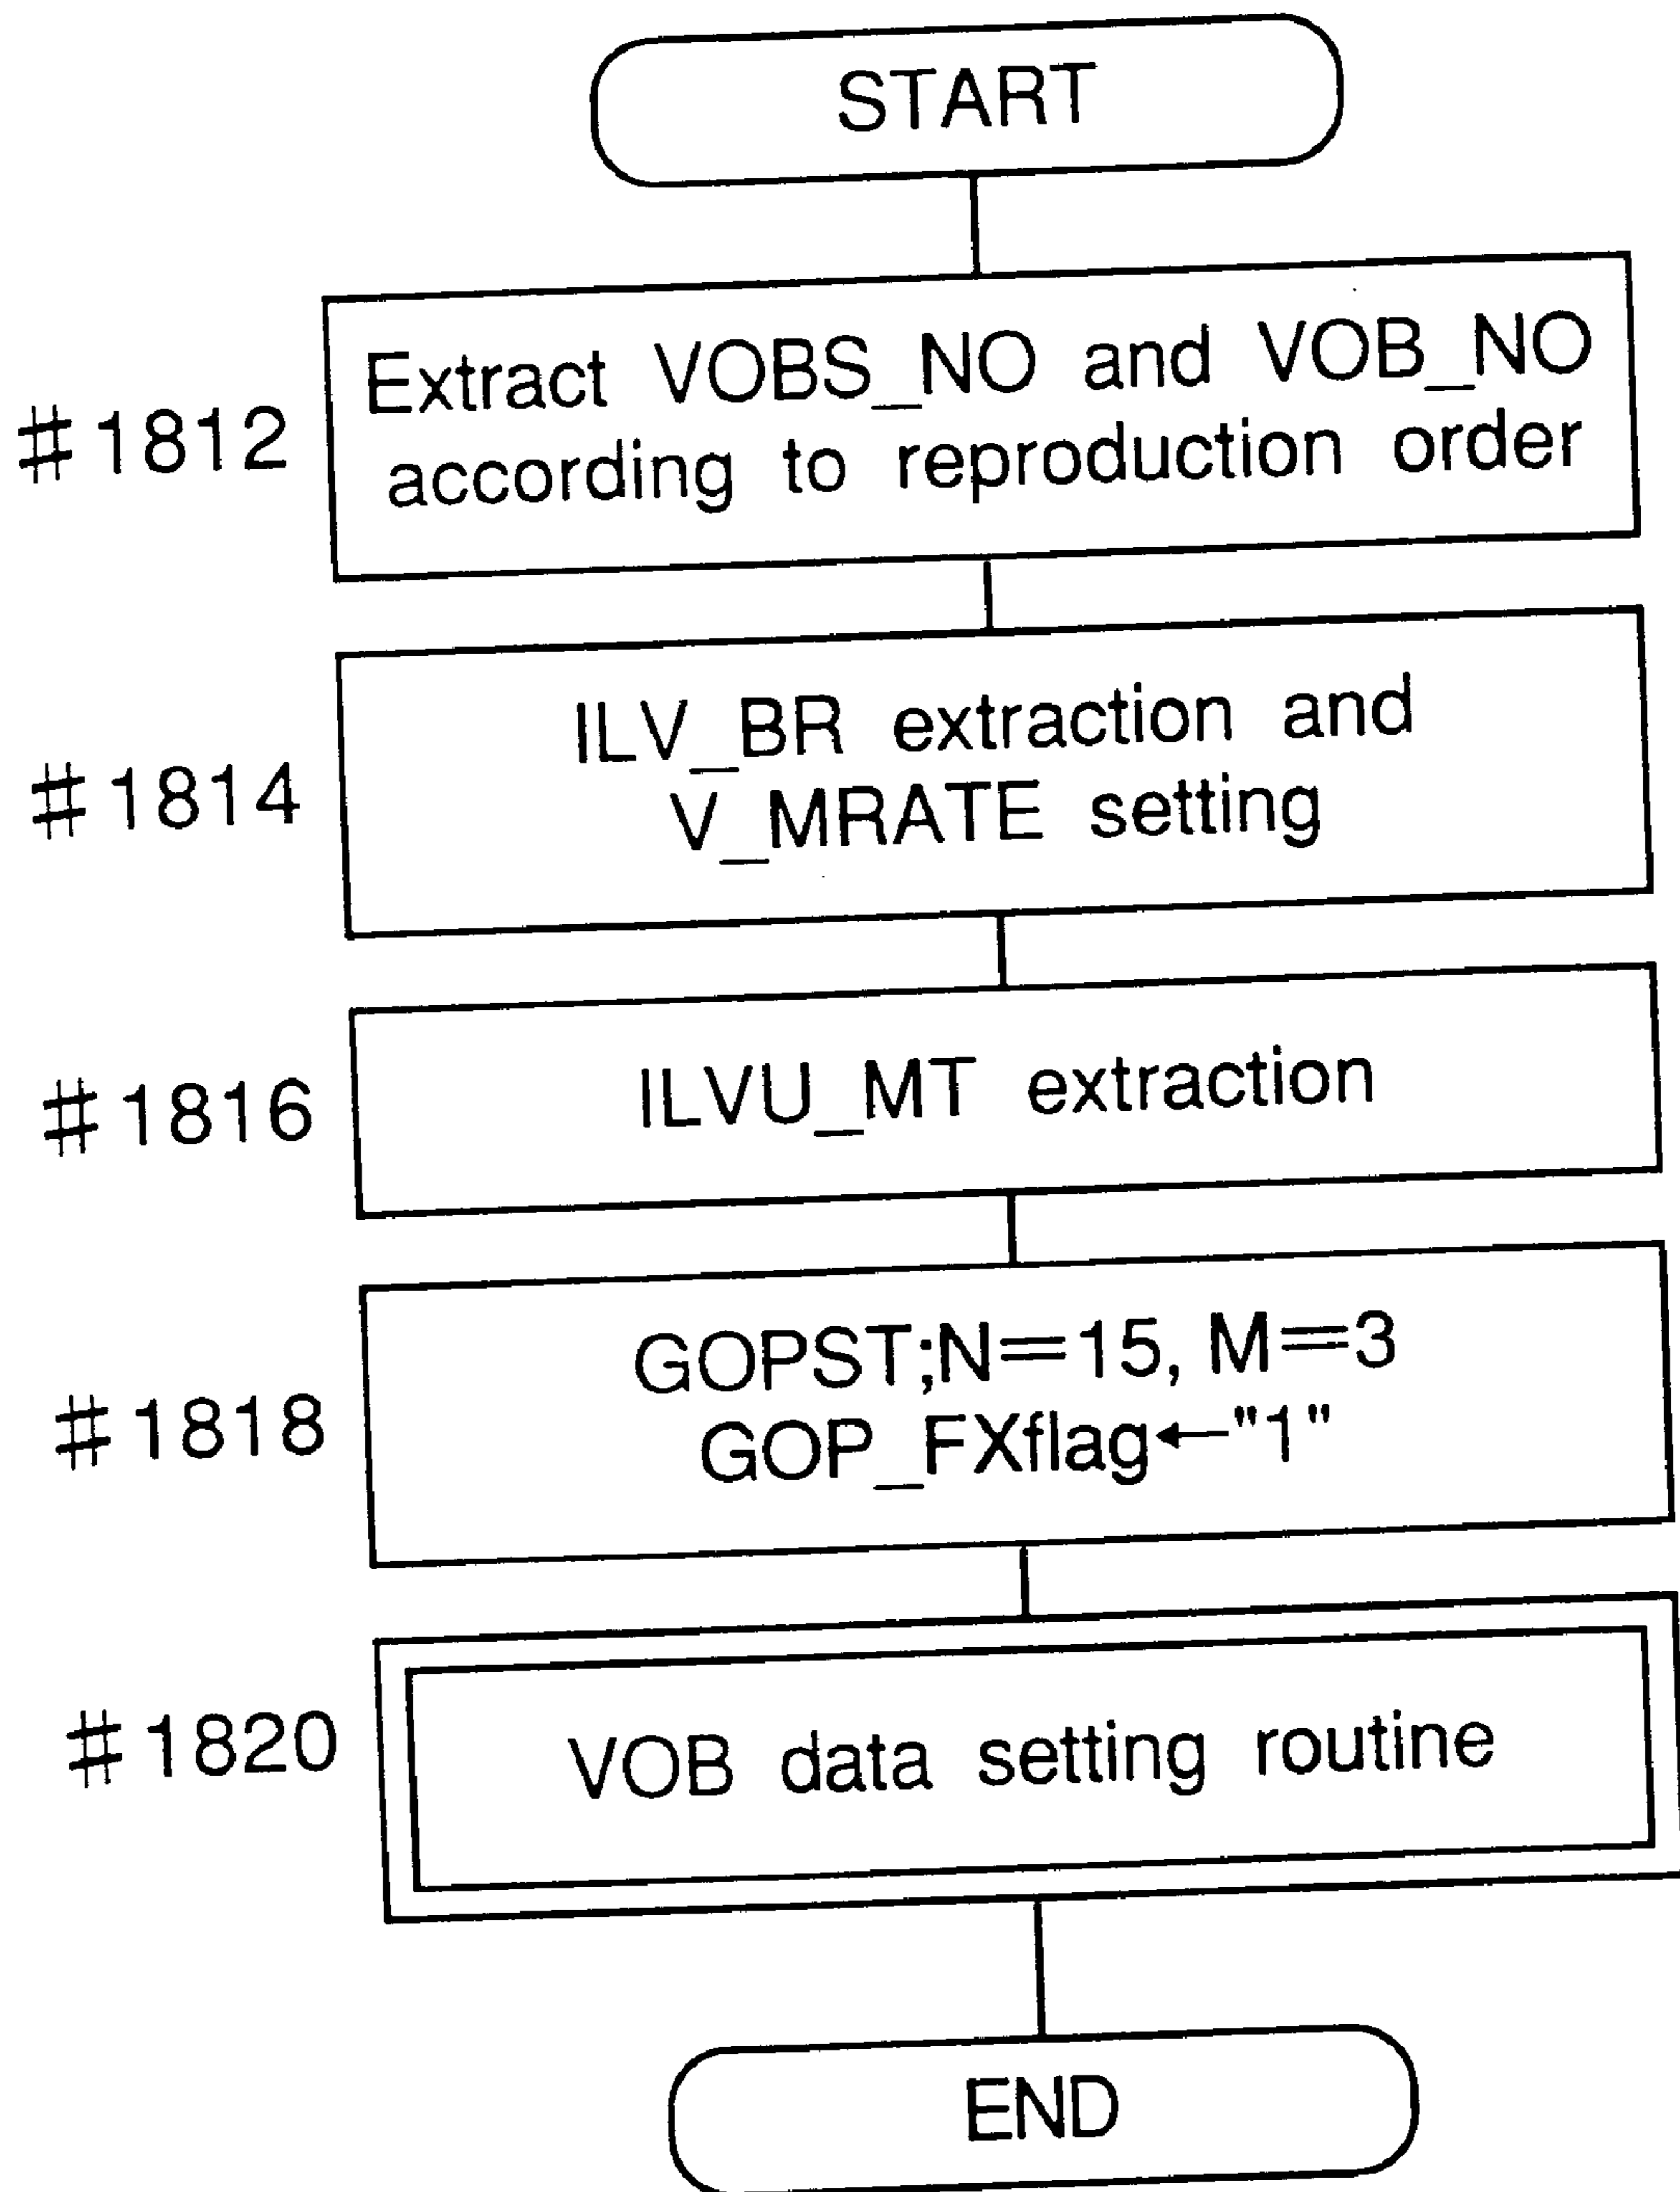 START
#1812
Extract VOBS_NO and VOB_NO
according to reproduction order
#1814
ILV_BR extraction and
V_MRATE setting
#1816
ILVU_MT extraction
#1818
GOPST;N=15, M=3
GOP_FXflag←"1"
#1820
VOB data setting routine
END